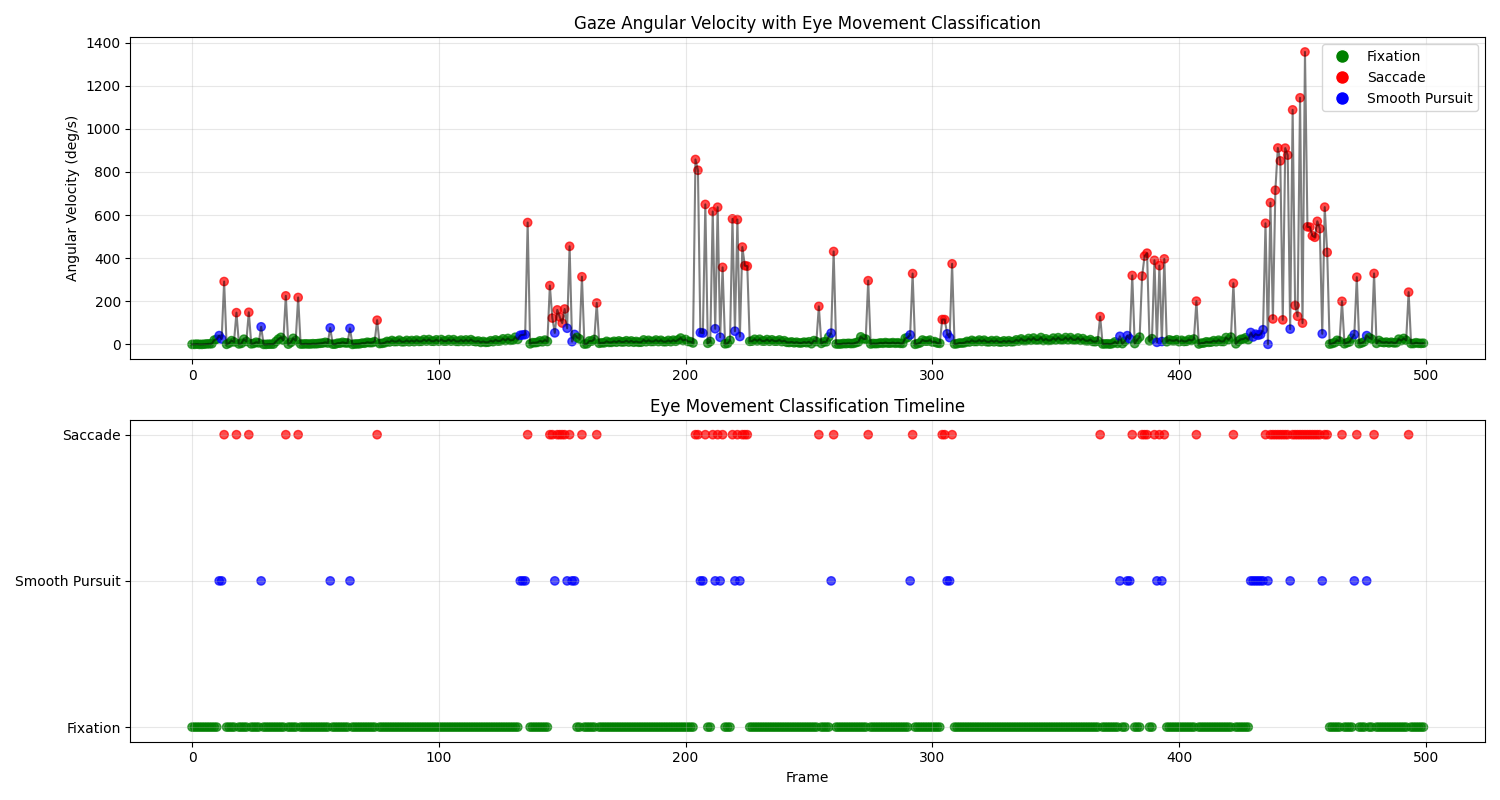 Gaze Angular Velocity with Eye Movement Classification
Angular Velocity (deg/s)
1400
1200
1000
800
600
400
200
0
0 100 200 300 400 500
Fixation
Saccade
Smooth Pursuit
Eye Movement Classification Timeline
Saccade
Smooth Pursuit
Fixation
0 100 200 300 400 500
Frame